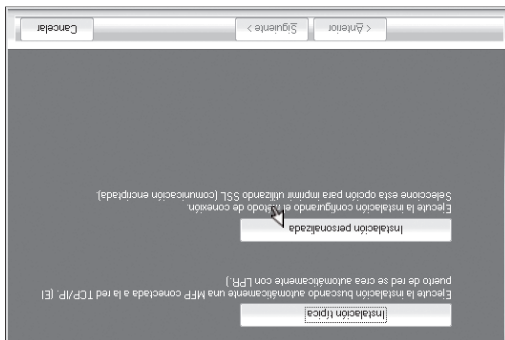 Instalación típica
Ejecute la instalación buscando automáticamente una MFP conectada a la red TCP/IP. (El
puerto de red se crea automáticamente con LPR.)
Instalación personalizada
Ejecute la instalación configurando el método de conexión.
Seleccione esta opción para imprimir utilizando SSL (comunicación encriptada).
< Anterior Siguiente > Cancelar